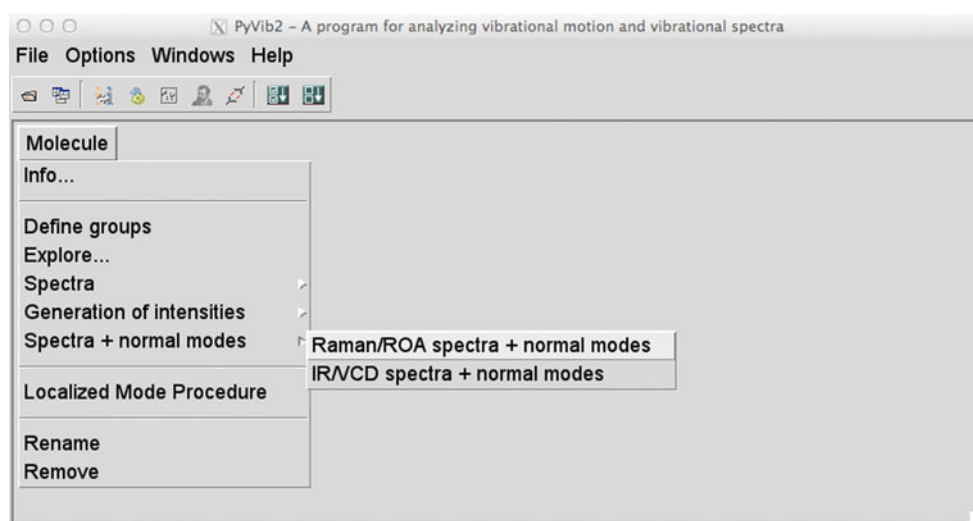 PyVib2 – A program for analyzing vibrational motion and vibrational spectra
File Options Windows Help
Molecule
Info...
Define groups
Explore...
Spectra
Generation of intensities
Spectra + normal modes
Raman/ROA spectra + normal modes
IR/VCD spectra + normal modes
Localized Mode Procedure
Rename
Remove